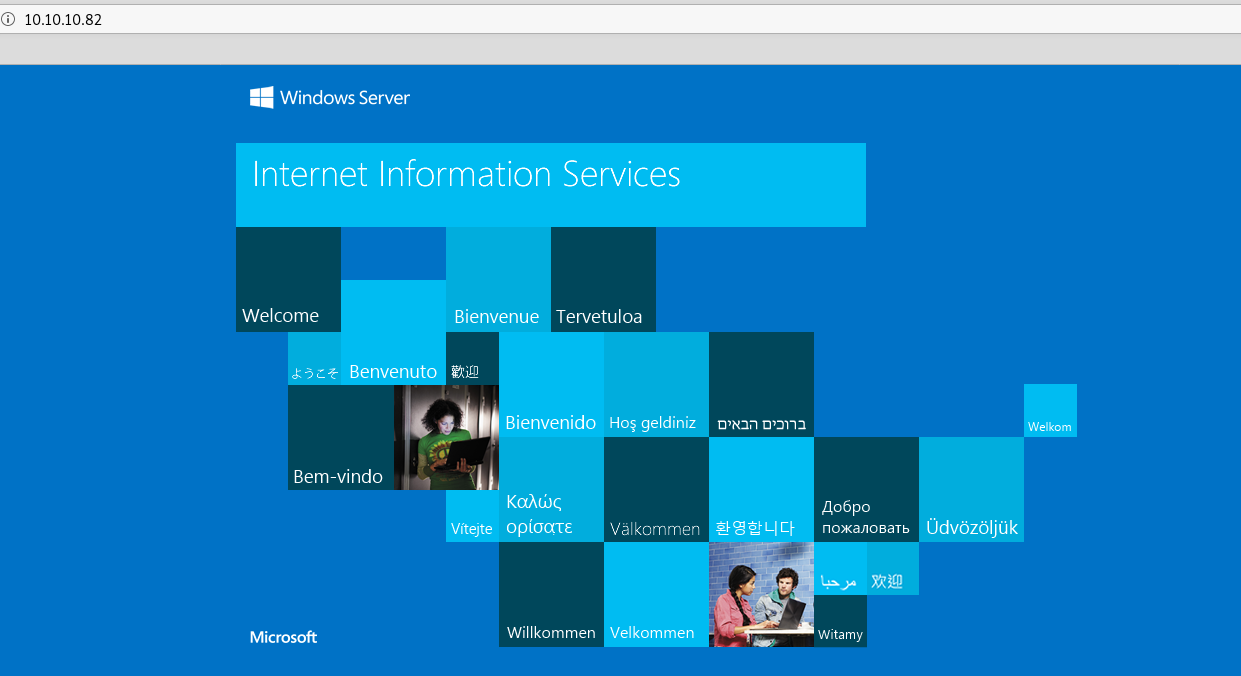 10.10.10.82
Windows Server
Internet Information Services
Welcome
Bienvenue
Tervetuloa
ようこそ
Benvenuto
歡迎
Bienvenido
Hoş geldiniz
ברוכים הבאים
Welkom
Bem-vindo
Vítejte
Καλώς
ορίσατε
Välkommen
환영합니다
Добро
пожаловать
Üdvözöljük
Willkommen
Velkommen
مرحبا
欢迎
Witamy
Microsoft